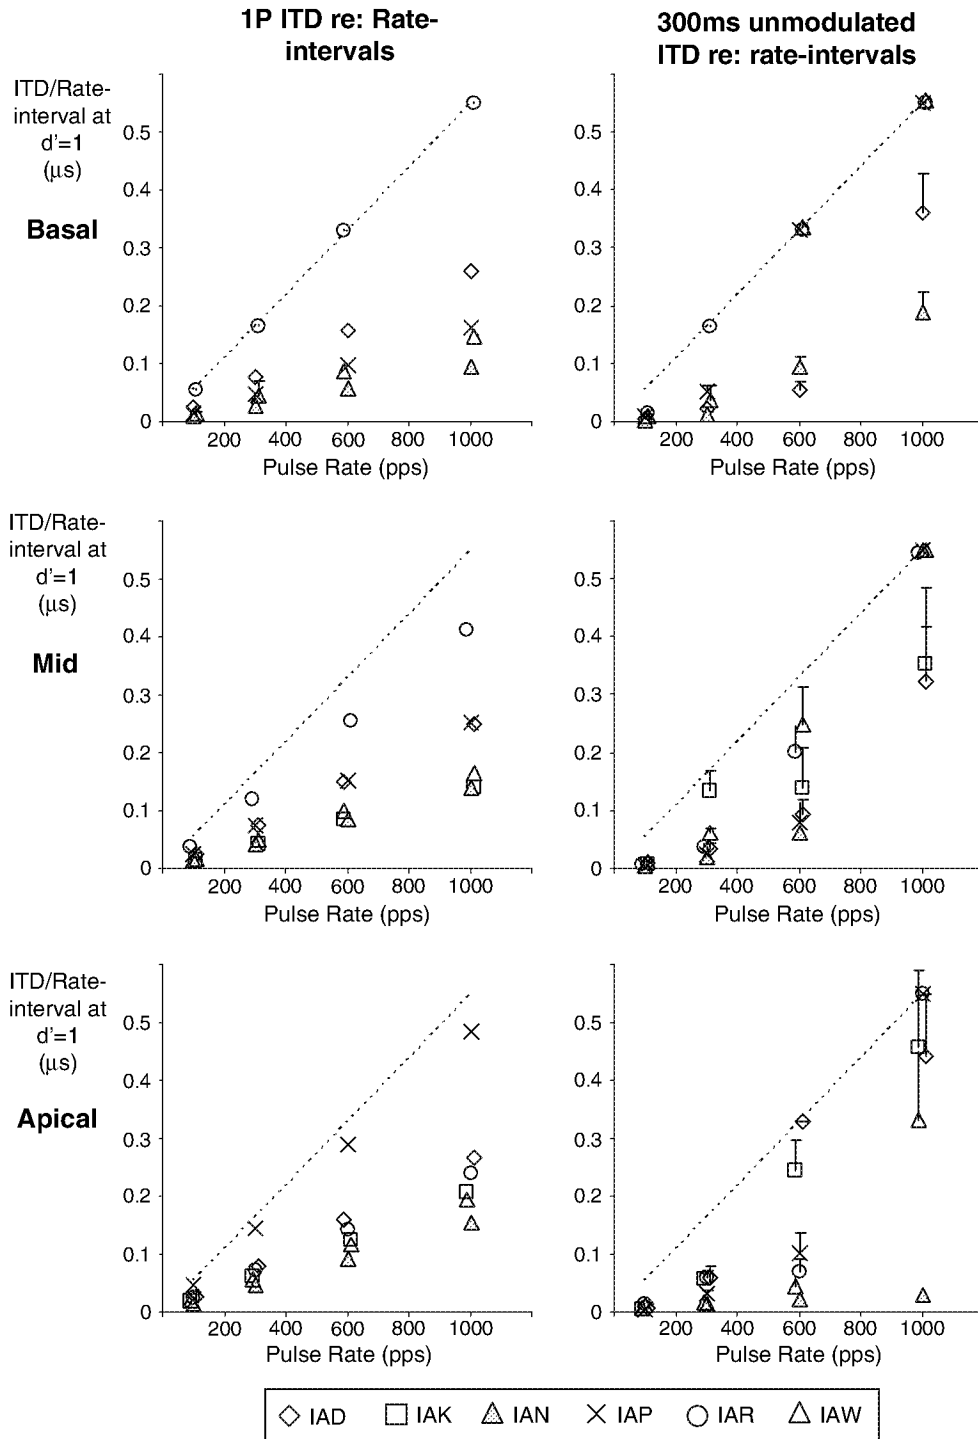 1P ITD re: Rate-
intervals
300ms unmodulated
ITD re: rate-intervals
ITD/Rate-
interval at
d'=1
(μs)
Basal
0.5
0.4
0.3
0.2
0.1
0
200 400 600 800 1000
Pulse Rate (pps)
0.5
0.4
0.3
0.2
0.1
0
200 400 600 800 1000
Pulse Rate (pps)
ITD/Rate-
interval at
d'=1
(μs)
Mid
0.5
0.4
0.3
0.2
0.1
0
200 400 600 800 1000
Pulse Rate (pps)
0.5
0.4
0.3
0.2
0.1
0
200 400 600 800 1000
Pulse Rate (pps)
ITD/Rate-
interval at
d'=1
(μs)
Apical
0.5
0.4
0.3
0.2
0.1
0
200 400 600 800 1000
Pulse Rate (pps)
0.5
0.4
0.3
0.2
0.1
0
200 400 600 800 1000
Pulse Rate (pps)
IAD IAK IAN IAP IAR IAW